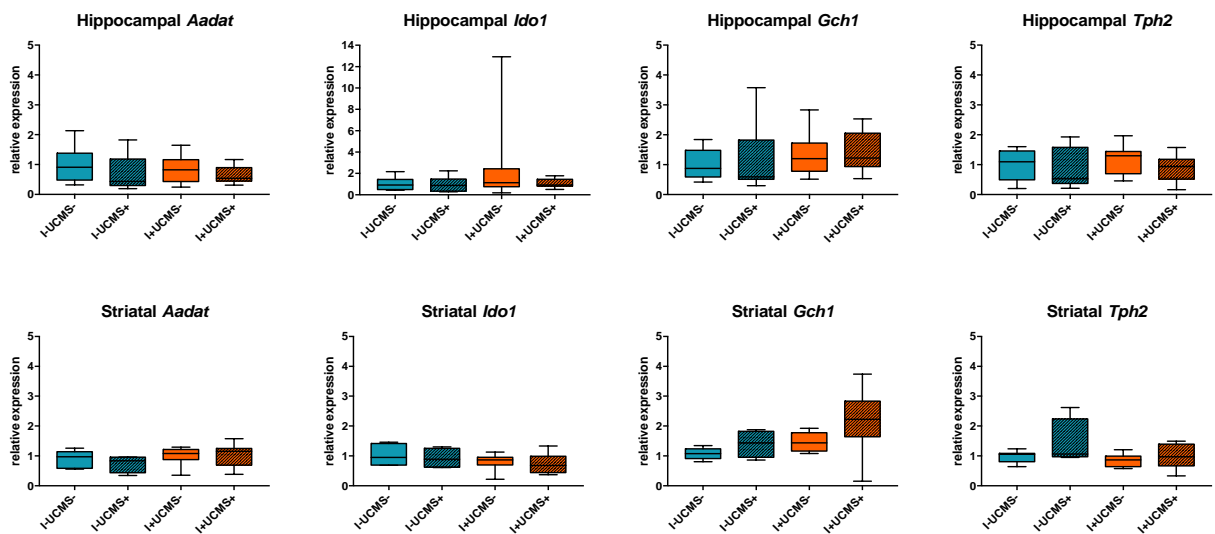 Hippocampal Aadat
relative expression
5
4
3
2
1
0
I-UCMS-
I-UCMS+
I+UCMS-
I+UCMS+
Hippocampal Ido1
relative expression
14
12
10
8
6
4
2
0
I-UCMS-
I-UCMS+
I+UCMS-
I+UCMS+
Hippocampal Gch1
relative expression
5
4
3
2
1
0
I-UCMS-
I-UCMS+
I+UCMS-
I+UCMS+
Hippocampal Tph2
relative expression
5
4
3
2
1
0
I-UCMS-
I-UCMS+
I+UCMS-
I+UCMS+
Striatal Aadat
relative expression
5
4
3
2
1
0
I-UCMS-
I-UCMS+
I+UCMS-
I+UCMS+
Striatal Ido1
relative expression
5
4
3
2
1
0
I-UCMS-
I-UCMS+
I+UCMS-
I+UCMS+
Striatal Gch1
relative expression
5
4
3
2
1
0
I-UCMS-
I-UCMS+
I+UCMS-
I+UCMS+
Striatal Tph2
relative expression
5
4
3
2
1
0
I-UCMS-
I-UCMS+
I+UCMS-
I+UCMS+